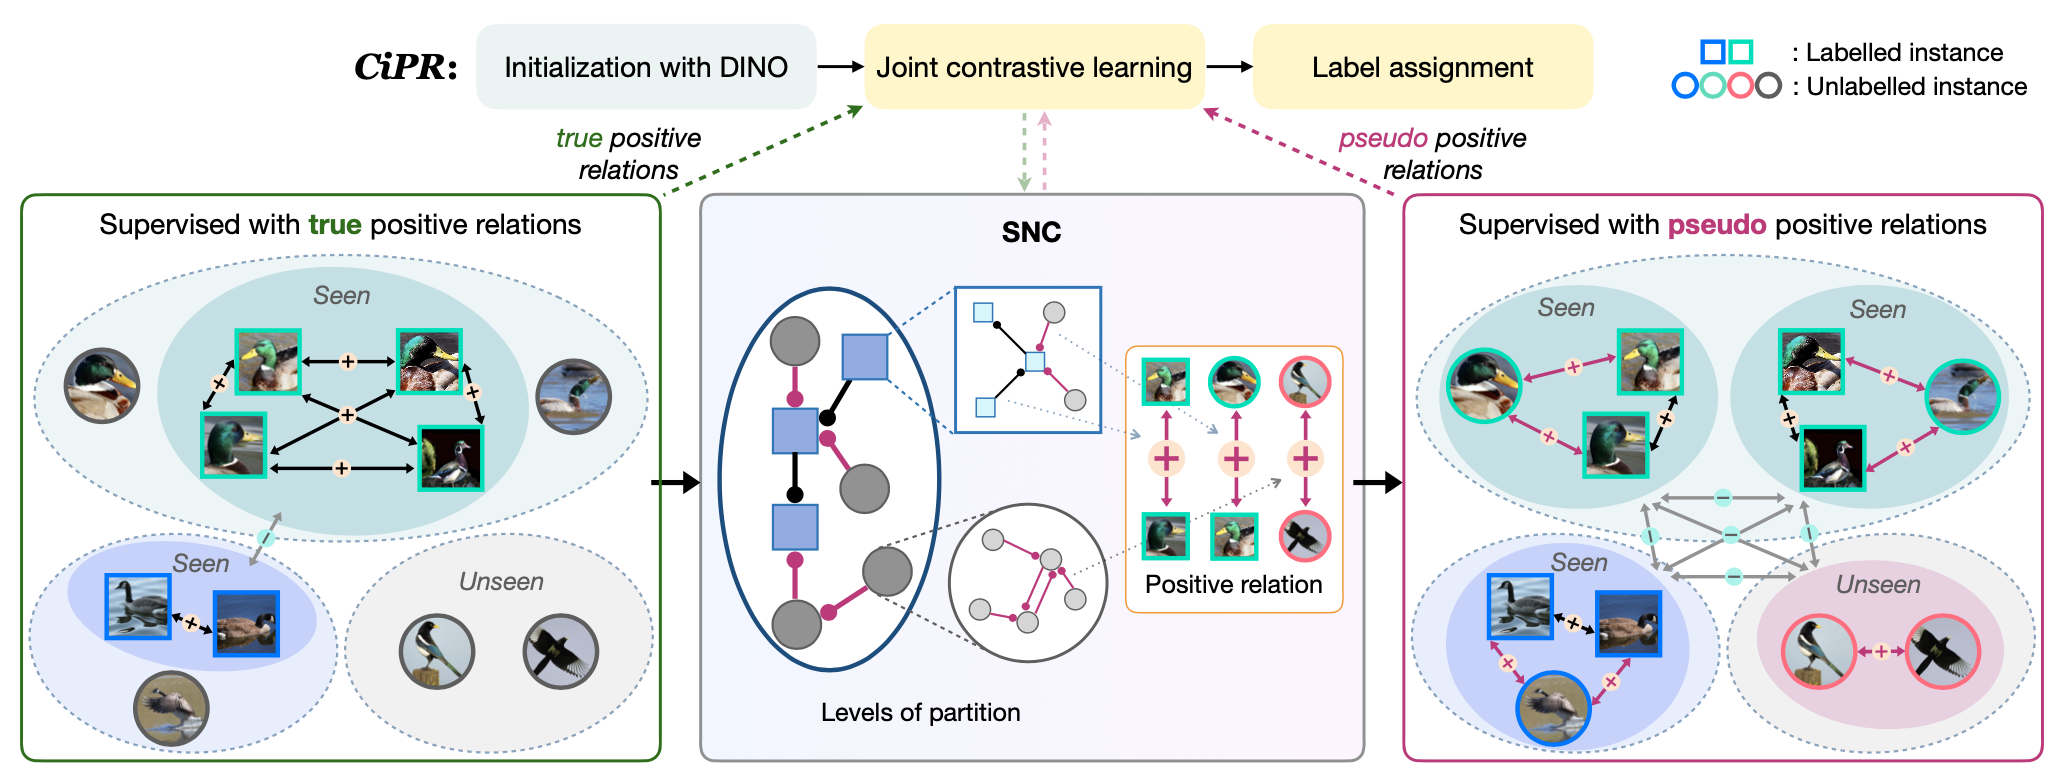 CiPR:
Initialization with DINO
Joint contrastive learning
Label assignment
: Labelled instance
: Unlabelled instance
true positive
relations
pseudo positive
relations
Supervised with true positive relations
Seen
+
+
+
+
+
−
Seen
+
Unseen
SNC
+
+
+
Positive relation
Levels of partition
Supervised with pseudo positive relations
Seen
Seen
+
+
+
+
+
+
−
−
−
−
−
Seen
+
+
+
Unseen
+